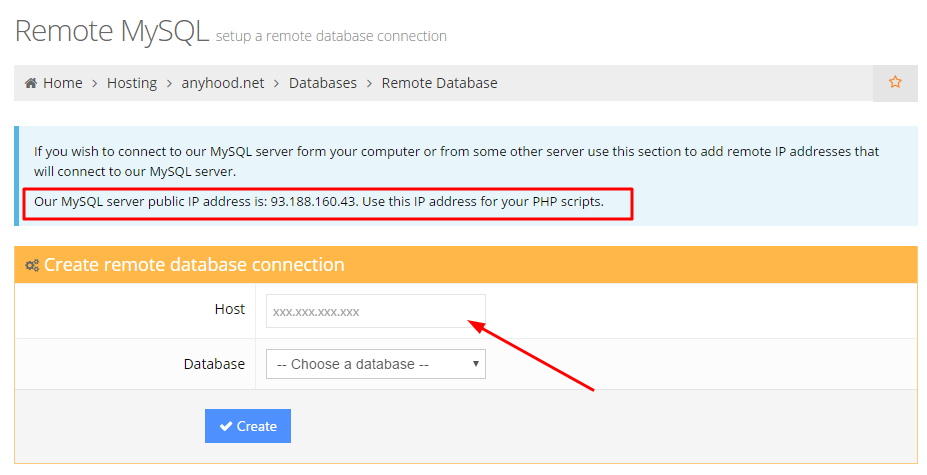 Remote MySQL setup a remote database connection
Home > Hosting > anyhood.net > Databases > Remote Database
If you wish to connect to our MySQL server form your computer or from some other server use this section to add remote IP addresses that
will connect to our MySQL server.
Our MySQL server public IP address is: 93.188.160.43. Use this IP address for your PHP scripts.
Create remote database connection
Host xxx.xxx.xxx.xxx
Database -- Choose a database --
Create